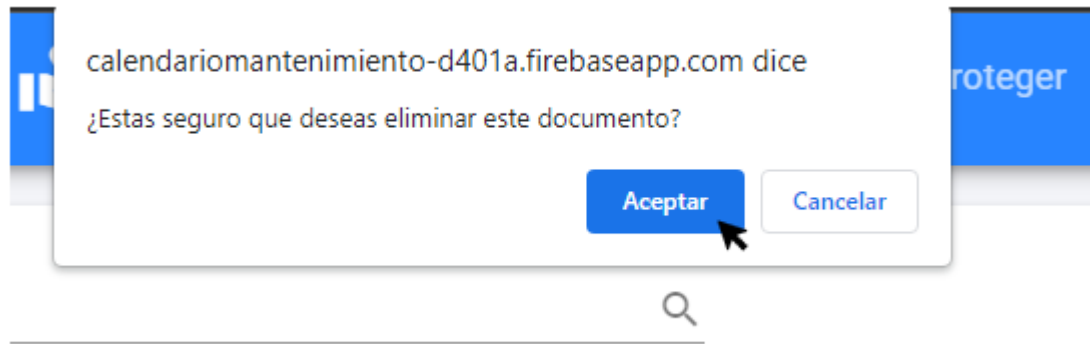 calendariomantenimiento-d401a.firebaseapp.com dice
roteger
¿Estas seguro que deseas eliminar este documento?
Aceptar
Cancelar